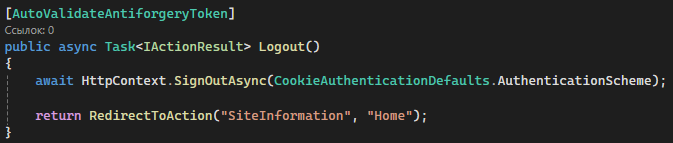 [AutoValidateAntiforgeryToken]
Ссылок: 0
public async Task<IActionResult> Logout()
{
    await HttpContext.SignOutAsync(CookieAuthenticationDefaults.AuthenticationScheme);
    return RedirectToAction("SiteInformation", "Home");
}